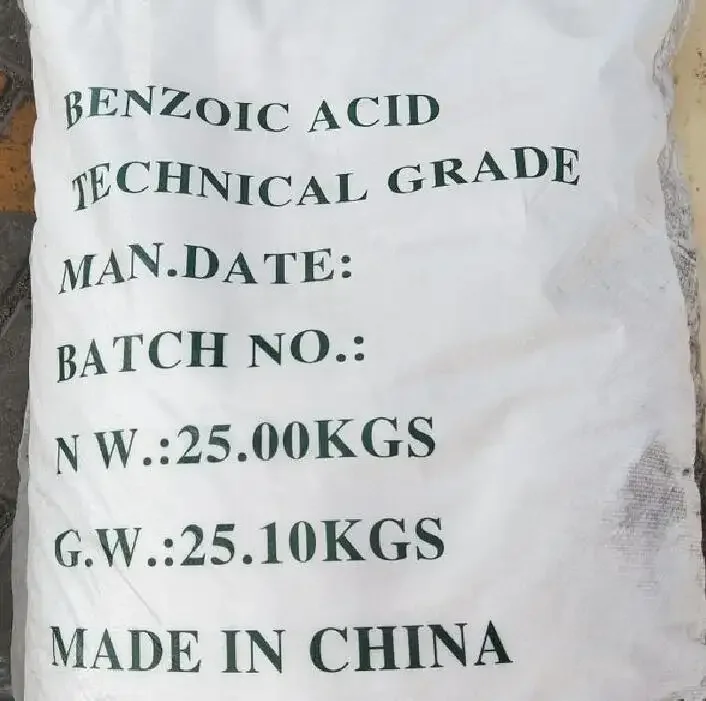 BENZOIC ACID
TECHNICAL GRADE
MAN.DATE:
BATCH NO.:
N W.:25.00KGS
G.W.:25.10KGS
MADE IN CHINA